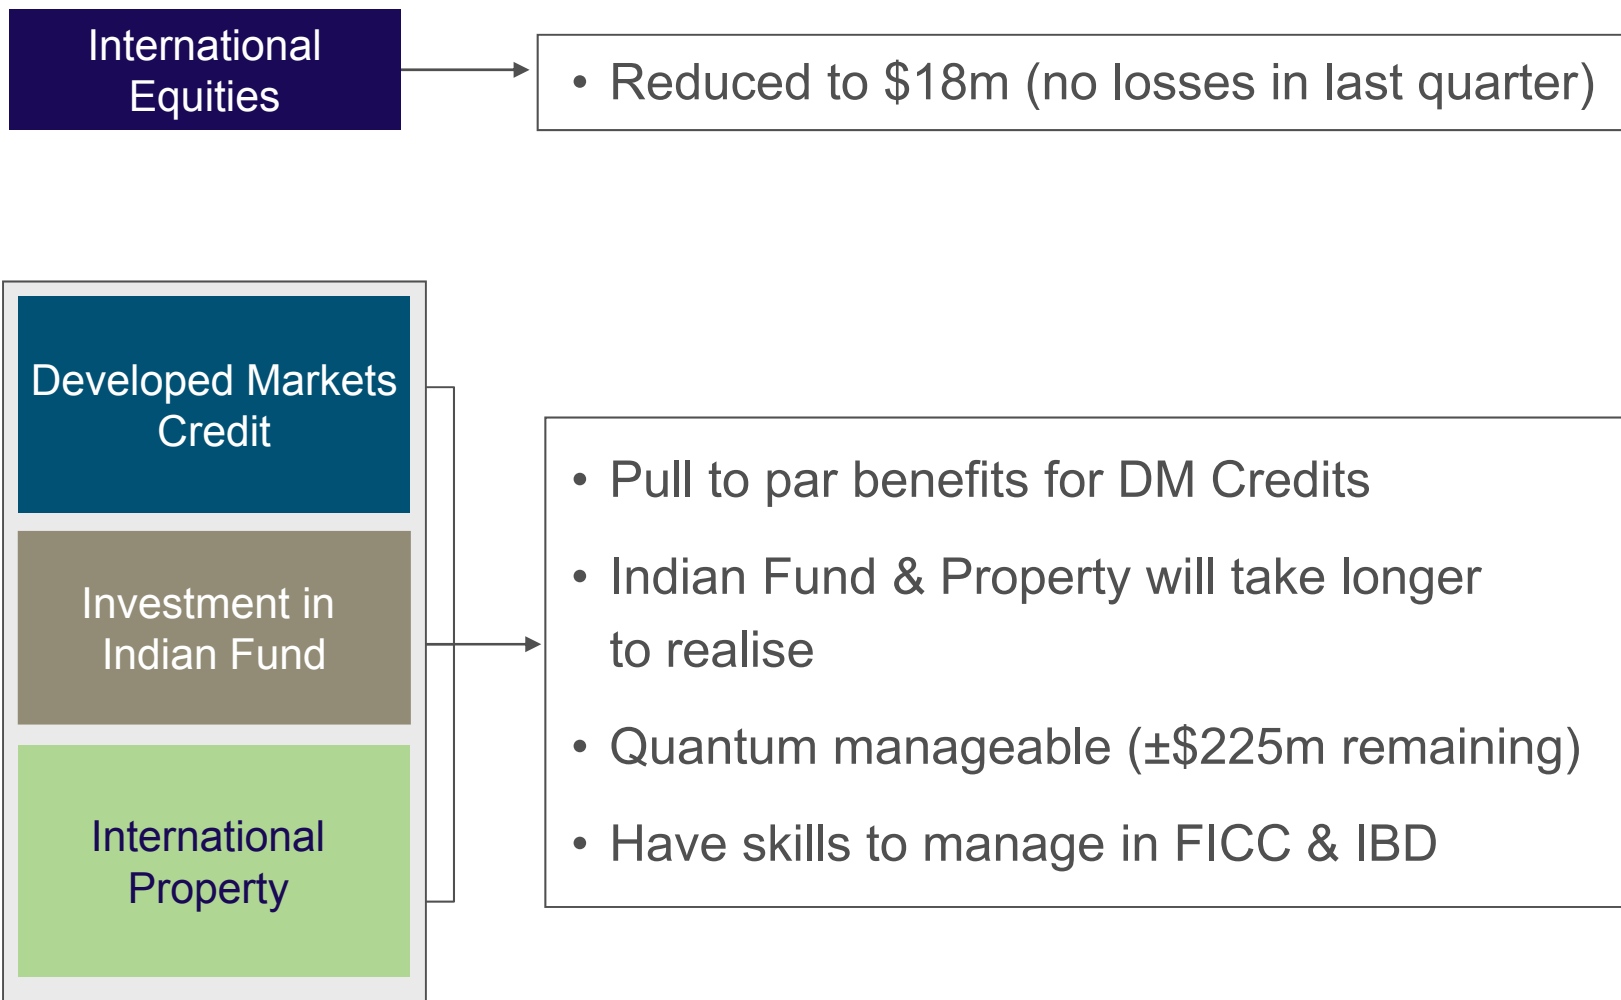 International
Equities
• Reduced to $18m (no losses in last quarter)
Developed Markets
Credit
Investment in
Indian Fund
International
Property
• Pull to par benefits for DM Credits
• Indian Fund & Property will take longer
to realise
• Quantum manageable (±$225m remaining)
• Have skills to manage in FICC & IBD